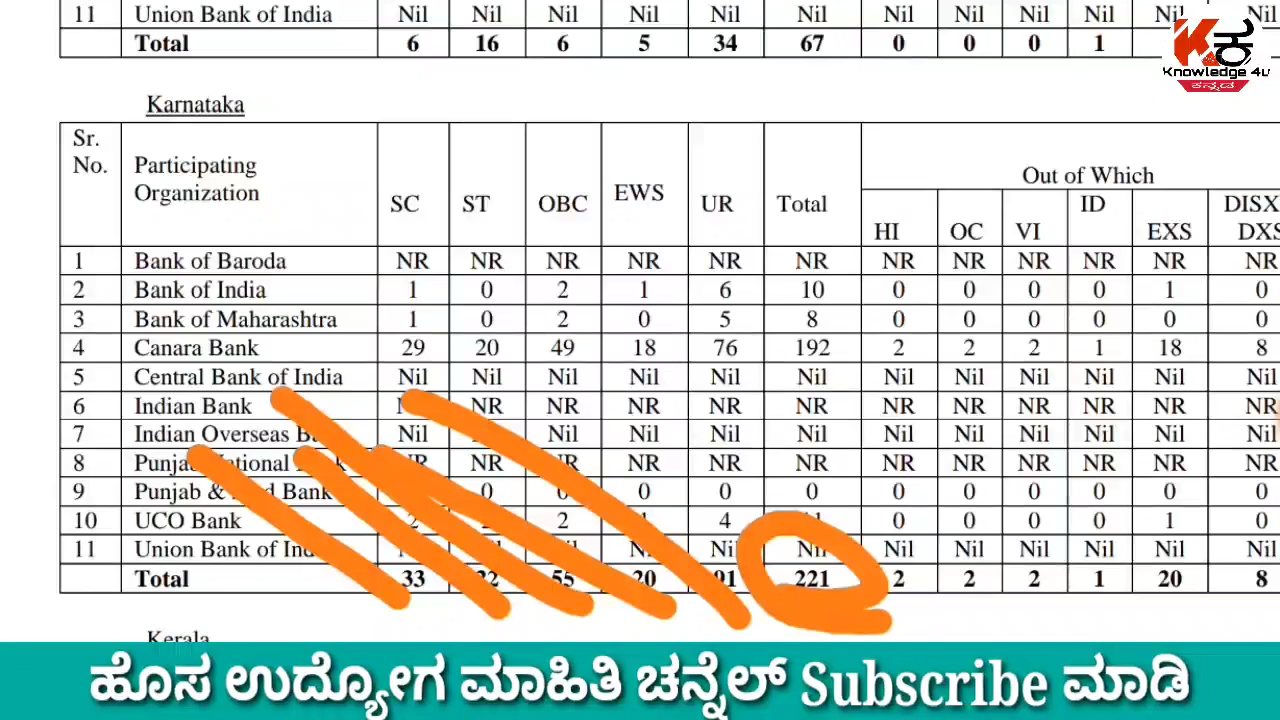 11 Union Bank of India Nil Nil Nil Nil Nil Nil Nil Nil Nil Nil Nil
Total 6 16 6 5 34 67 0 0 0 1
Knowledge 4u
ಕನ್ನಡ
Karnataka
Sr. No. Participating Organization SC ST OBC EWS UR Total Out of Which
HI OC VI ID EXS DISX DXS
1 Bank of Baroda NR NR NR NR NR NR NR NR NR NR NR NR
2 Bank of India 1 0 2 1 6 10 0 0 0 0 1 0
3 Bank of Maharashtra 1 0 2 0 5 8 0 0 0 0 0 0
4 Canara Bank 29 20 49 18 76 192 2 2 2 1 18 8
5 Central Bank of India Nil Nil Nil Nil Nil Nil Nil Nil Nil Nil Nil Nil
6 Indian Bank NR NR NR NR NR NR NR NR NR NR
7 Indian Overseas Nil Nil Nil Nil Nil Nil Nil Nil Nil Nil Nil
8 Punjab National Bank NR NR NR NR NR NR NR NR NR NR NR NR
9 Punjab & Bank 0 0 0 0 0 0 0 0 0 0 0
10 UCO Bank 2 2 4 0 0 0 0 1 0
11 Union Bank of India Nil Nil Nil Nil Nil Nil Nil Nil Nil
Total 33 22 55 20 91 221 2 2 2 1 20 8
Kerala
ಹೊಸ ಉದ್ಯೋಗ ಮಾಹಿತಿ ಚನ್ನೆಲ್ Subscribe ಮಾಡಿ